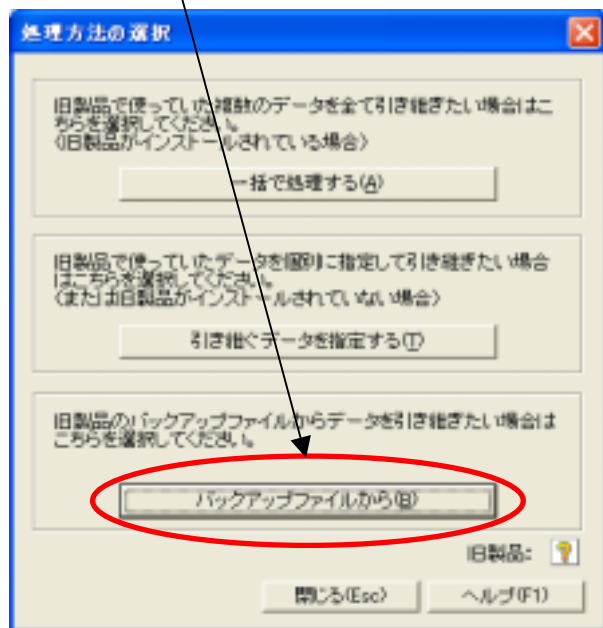 処理方法の選択
旧製品で使っていた複数のデータを全て引き継ぎたい場合はこ
ちらを選択してください。
(旧製品がインストールされている場合)
一括で処理する(A)
旧製品で使っていたデータを個別に指定して引き継ぎたい場合
はこちらを選択してください。
(または旧製品がインストールされていない場合)
引き継ぐデータを指定する(T)
旧製品のバックアップファイルからデータを引き継ぎたい場合は
こちらを選択してください。
バックアップファイルから(B)
旧製品: ?
閉じる(Esc) ヘルプ(F1)